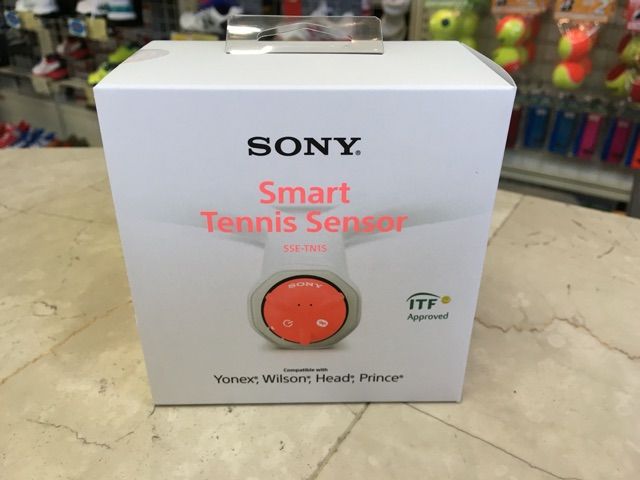 SONY®
Smart
Tennis Sensor
SSE-TN1S
SONY
ITF
Approved
Compatible with
Yonex®, Wilson®, Head®, Prince®